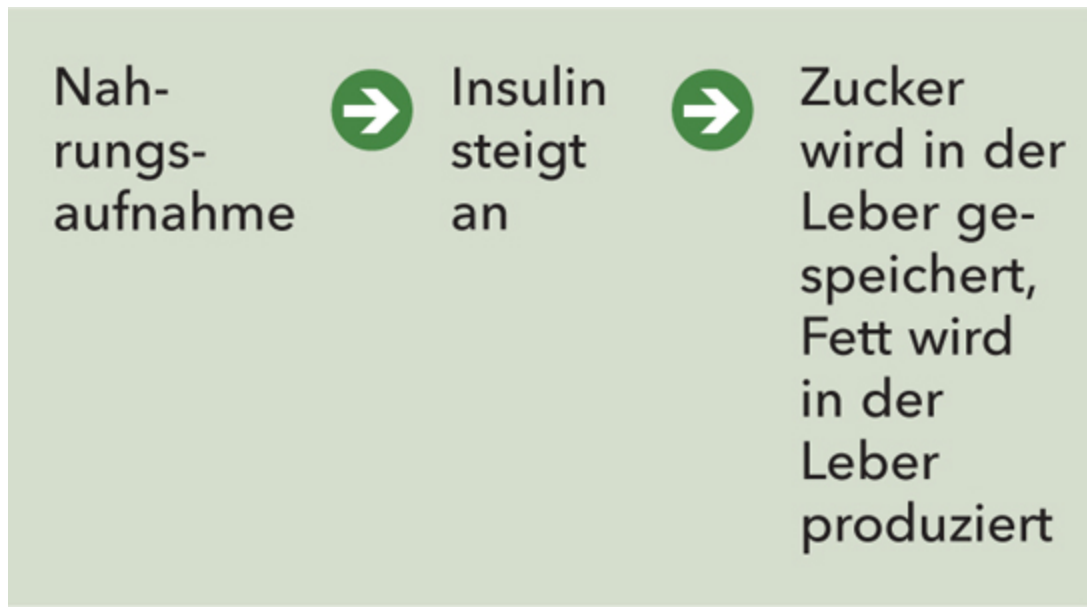 Nah-
rungs-
aufnahme
Insulin
steigt
an
Zucker
wird in der
Leber ge-
speichert,
Fett wird
in der
Leber
produziert